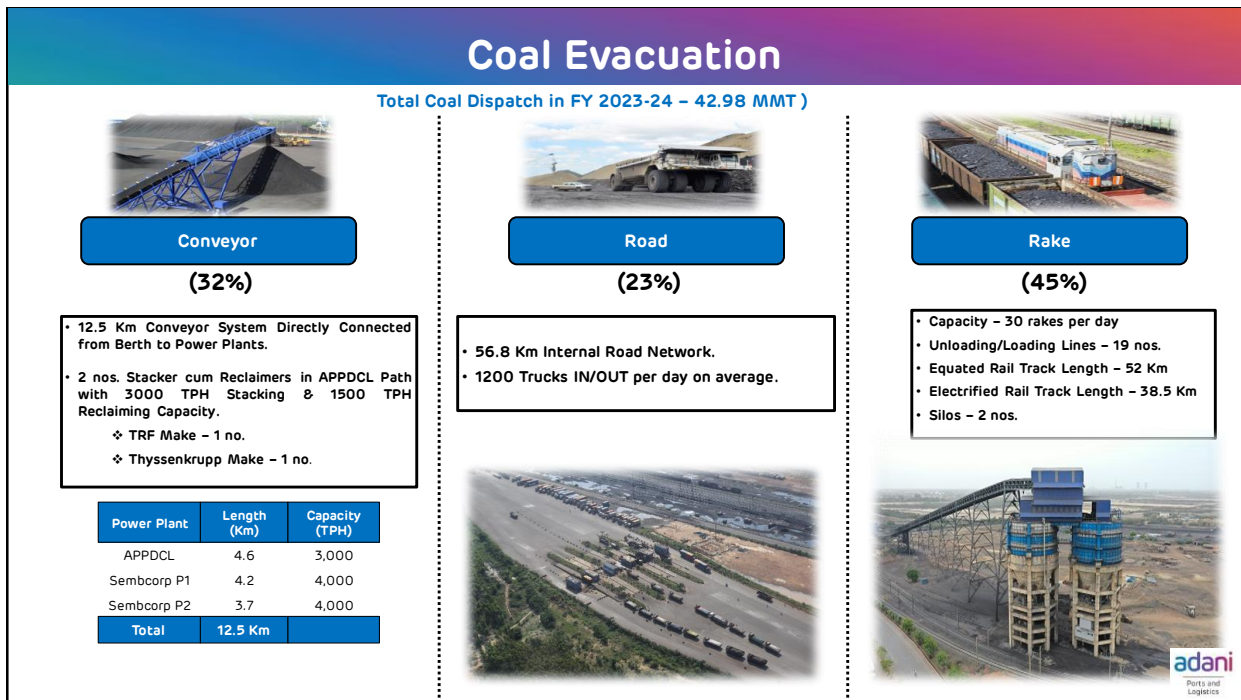 Coal Evacuation
Total Coal Dispatch in FY 2023-24 – 42.98 MMT )
Conveyor
(32%)
• 12.5 Km Conveyor System Directly Connected
from Berth to Power Plants.
• 2 nos. Stacker cum Reclaimers in APPDCL Path
with 3000 TPH Stacking & 1500 TPH
Reclaiming Capacity.
❖ TRF Make – 1 no.
❖ Thyssenkrupp Make – 1 no.
Power Plant Length (Km) Capacity (TPH)
APPDCL 4.6 3,000
Sembcorp P1 4.2 4,000
Sembcorp P2 3.7 4,000
Total 12.5 Km
Road
(23%)
• 56.8 Km Internal Road Network.
• 1200 Trucks IN/OUT per day on average.
Rake
(45%)
• Capacity – 30 rakes per day
• Unloading/Loading Lines – 19 nos.
• Equated Rail Track Length – 52 Km
• Electrified Rail Track Length – 38.5 Km
• Silos – 2 nos.
adani
Ports and
Logistics